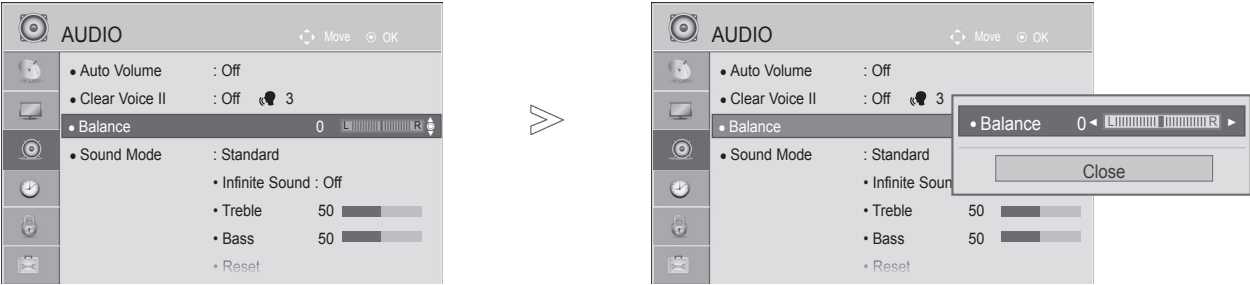 AUDIO
Move
OK
• Auto Volume : Off
• Clear Voice II : Off 3
• Balance 0 L R
• Sound Mode : Standard
• Infinite Sound : Off
• Treble 50
• Bass 50
• Reset
AUDIO
Move
OK
• Auto Volume : Off
• Clear Voice II : Off 3
• Balance
• Sound Mode : Standard
• Infinite Soun
• Treble 50
• Bass 50
• Reset
• Balance 0 L R
Close